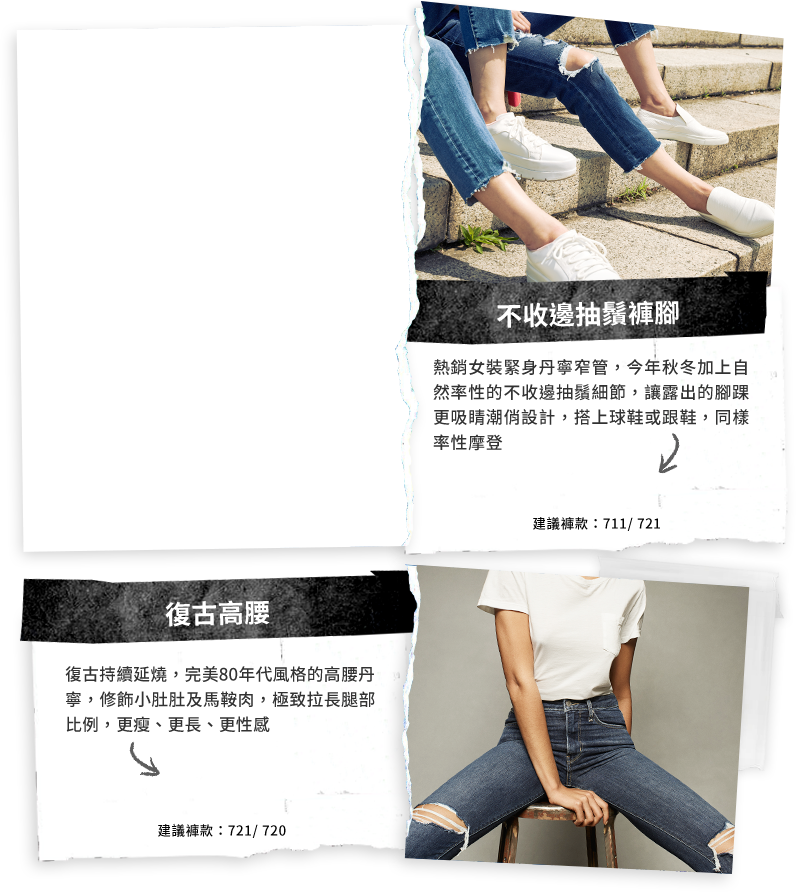 不收邊抽鬚褲腳
熱銷女裝緊身丹寧窄管，今年秋冬加上自
然率性的不收邊抽鬚細節，讓露出的腳踝
更吸睛潮俏設計，搭上球鞋或跟鞋，同樣
率性摩登
建議褲款：711/ 721
復古高腰
復古持續延燒，完美80年代風格的高腰丹
寧，修飾小肚肚及馬鞍肉，極致拉長腿部
比例，更瘦、更長、更性感
建議褲款：721/ 720